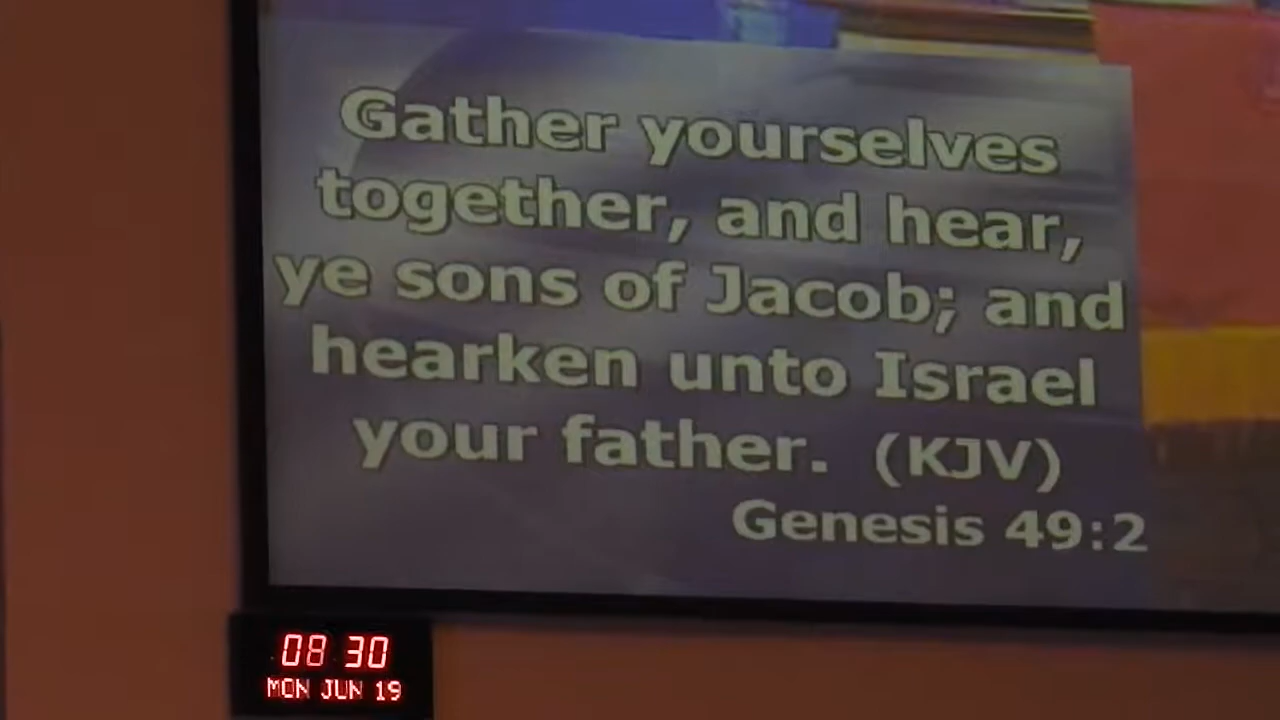 Gather yourselves
together, and hear,
ye sons of Jacob; and
hearken unto Israel
your father. (KJV)
Genesis 49:2
08 30
MON JUN 19